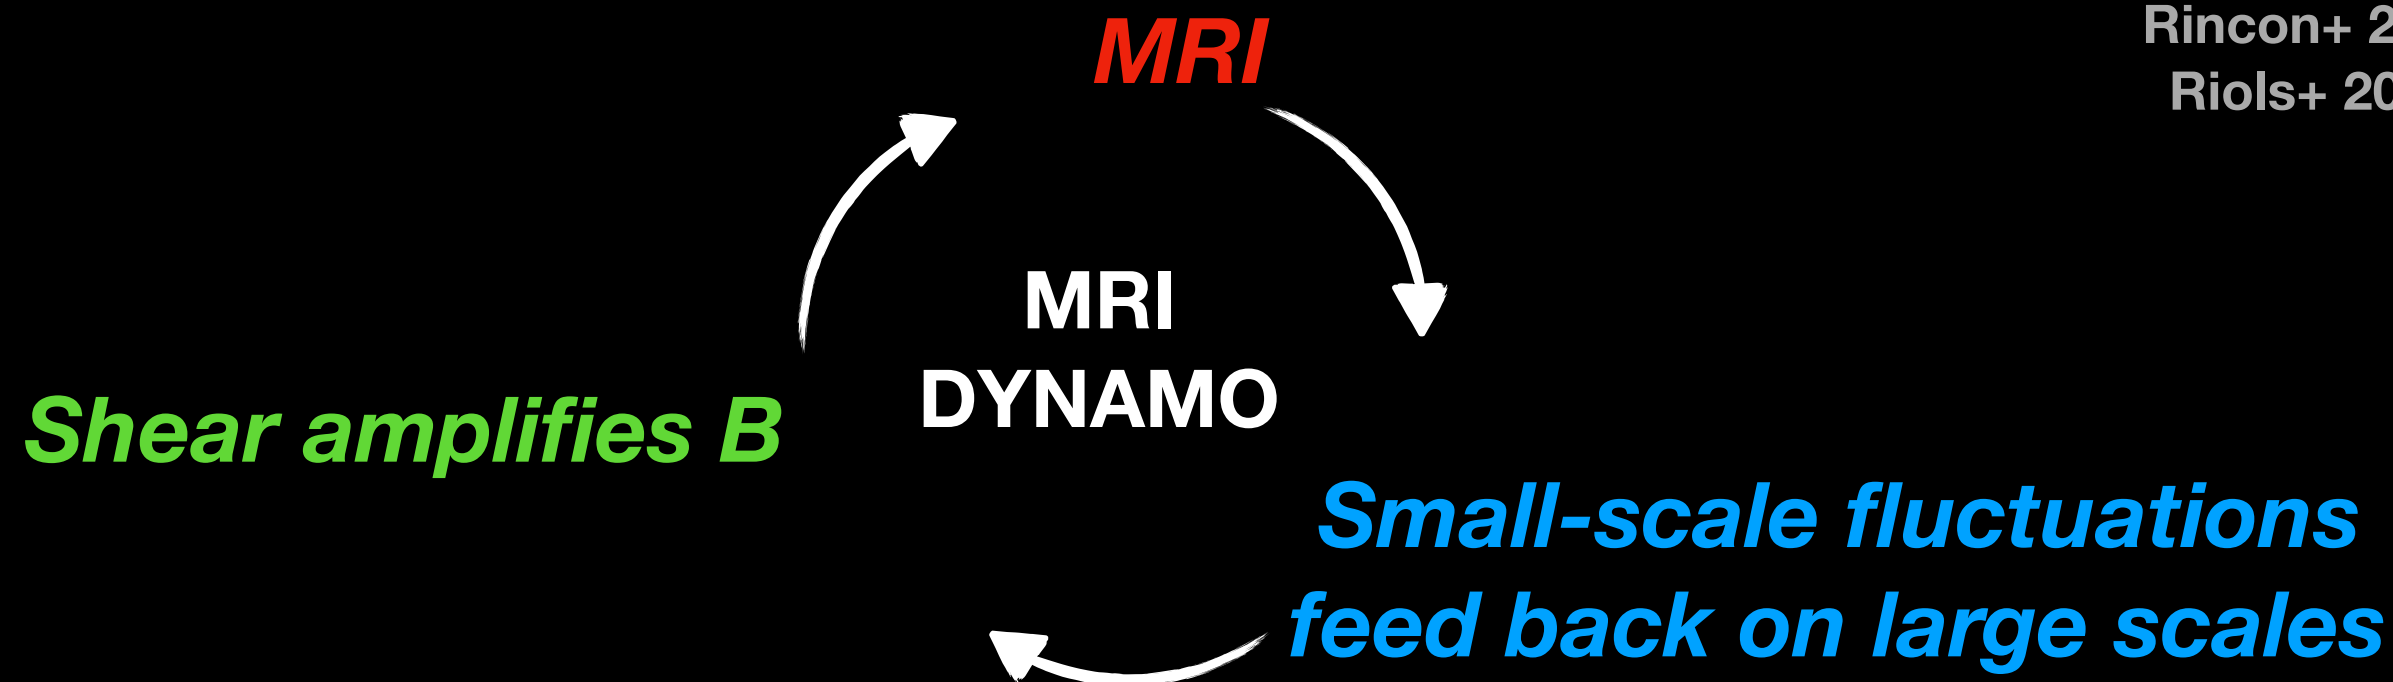 MRI
Rincon+ 2
Riols+ 20
MRI
DYNAMO
Shear amplifies B
Small-scale fluctuations
feed back on large scales